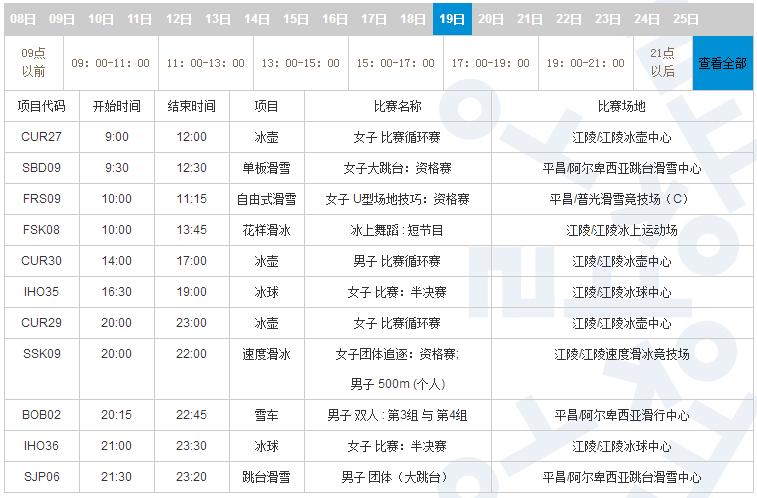 08日 09日 11日 12日 13日 14日 15日 16日 17日 18日 19日 20日 21日 22日 23日 24日 25日
09点 以前 09：00-11：00 11：00-13：00 13：00-15：00 15：00-17：00 17：00-19：00 19：00-21：00 21点 以后 查看全部
项目代码 开始时间 结束时间 项目 比赛名称 比赛场地
CUR27 9:00 12:00 冰壶 女子 比赛循环赛 江陵/江陵冰壶中心
SBD09 9:30 12:30 单板滑雪 女子大跳台：资格赛 平昌/阿尔卑西亚跳台滑雪中心
FRS09 10:00 11:15 自由式滑雪 女子 U型场地技巧：资格赛 平昌/普光滑雪竞技场（C）
FSK08 10:00 13:45 花样滑冰 冰上舞蹈 : 短节目 江陵/江陵冰上运动场
CUR30 14:00 17:00 冰壶 男子 比赛循环赛 江陵/江陵冰壶中心
IHO35 16:30 19:00 冰球 女子 比赛：半决赛 江陵/江陵冰球中心
CUR29 20:00 23:00 冰壶 女子 比赛循环赛 江陵/江陵冰壶中心
SSK09 20:00 22:00 速度滑冰 女子团体追逐：资格赛; 江陵/江陵速度滑冰竞技场
男子 500m (个人)
BOB02 20:15 22:45 雪车 男子 双人 : 第3组 与 第4组 平昌/阿尔卑西亚滑行中心
IHO36 21:00 23:30 冰球 女子 比赛：半决赛 江陵/江陵冰球中心
SJP06 21:30 23:20 跳台滑雪 男子 团体（大跳台） 平昌/阿尔卑西亚跳台滑雪中心